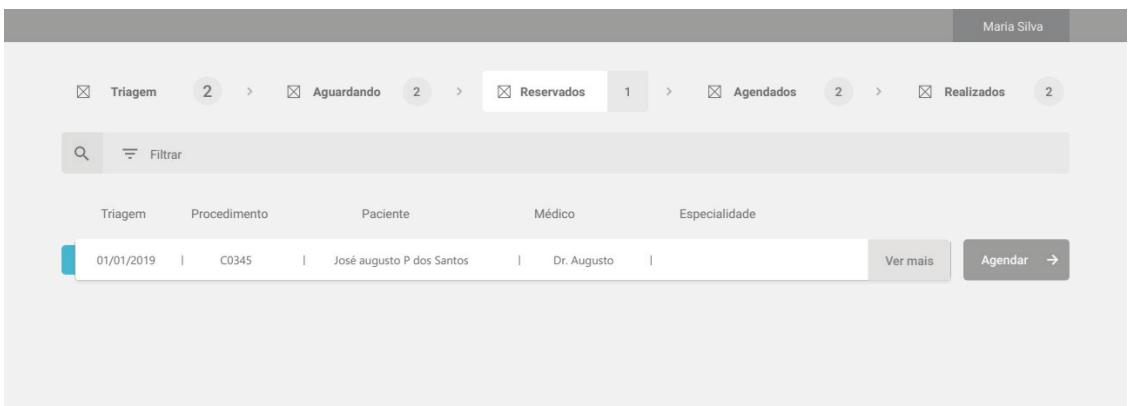 Maria Silva
Triagem 2 > Aguardando 2 > Reservados 1 > Agendados 2 > Realizados 2
Filtrar
Triagem Procedimento Paciente Médico Especialidade
01/01/2019 | C0345 | José augusto P dos Santos | Dr. Augusto | Ver mais Agendar →